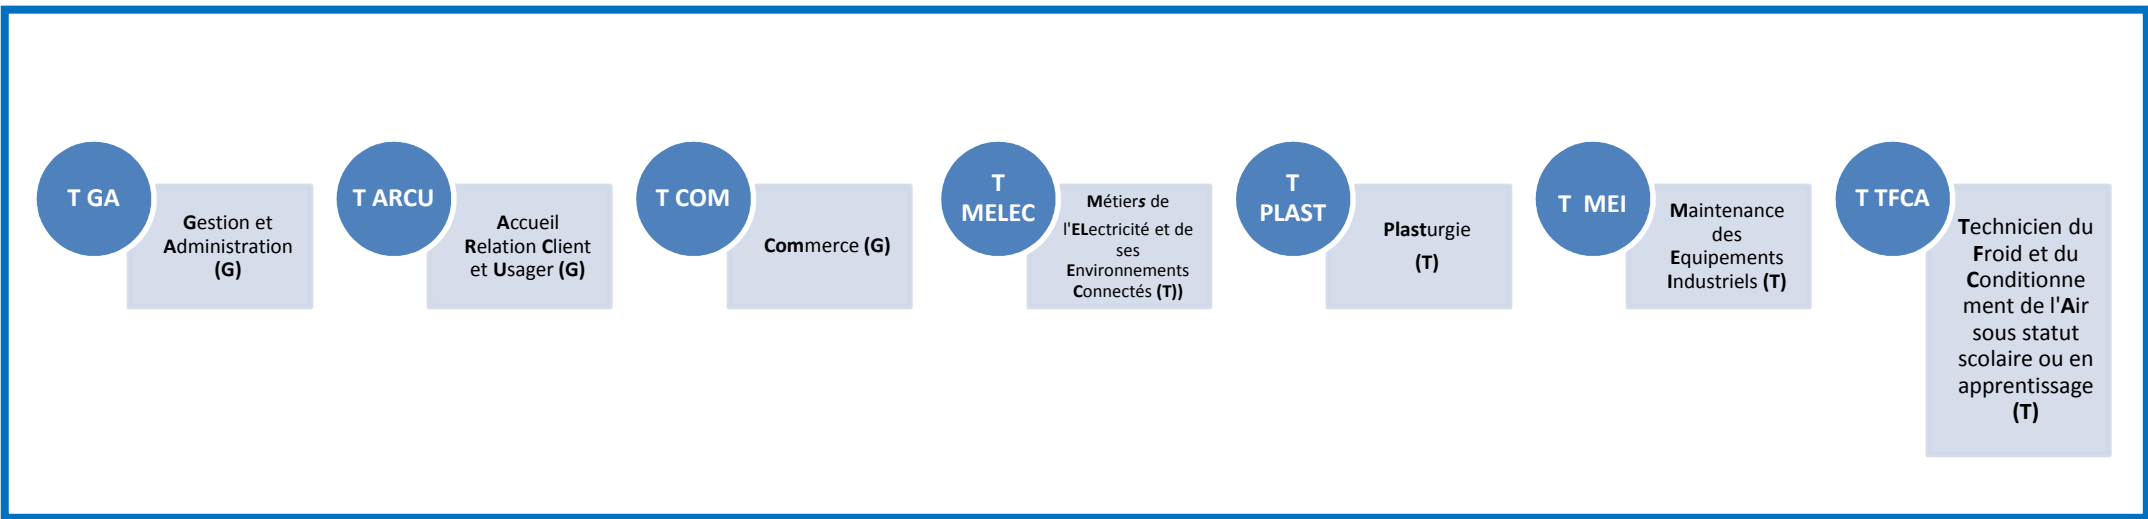 T GA
Gestion et
Administration
(G)
T ARCU
Accueil
Relation Client
et Usager (G)
T COM
Commerce (G)
T
MELEC
Métiers de
l'ELectricité et de
ses
Environnements
Connectés (T))
T
PLAST
Plasturgie
(T)
T MEI
Maintenance
des
Equipements
Industriels (T)
T TFCA
Technicien du
Froid et du
Conditionne
ment de l'Air
sous statut
scolaire ou en
apprentissage
(T)